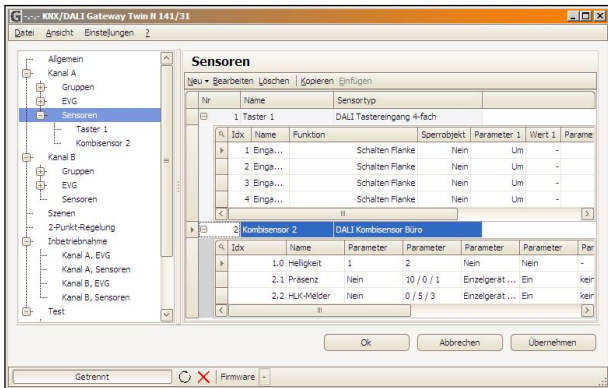 -.-.- KNX/DALI Gateway Twin N 141/31
Datei Ansicht Einstellungen ?
Allgemein
Kanal A
Gruppen
EVG
Sensoren
Taster 1
Kombisensor 2
Kanal B
Gruppen
EVG
Sensoren
Szenen
2-Punkt-Regelung
Inbetriebnahme
Kanal A, EVG
Kanal A, Sensoren
Kanal B, EVG
Kanal B, Sensoren
Test
Sensoren
Neu Bearbeiten Löschen Kopieren Einfügen
Nr Name Sensortyp
1 Taster 1 DALI Tastereingang 4-fach
Idx Name Funktion Sperrobjekt Parameter 1 Wert 1 Parame
1 Einga... Schalten Flanke Nein Um -
2 Einga... Schalten Flanke Nein Um -
3 Einga... Schalten Flanke Nein Um -
4 Einga... Schalten Flanke Nein Um -
2 Kombisensor 2 DALI Kombisensor Büro
Idx Name Parameter Parameter Parameter Parameter Par
1.0 Helligkeit 1 2 Nein Nein -
2.1 Präsenz Nein 10 / 0 / 1 Einzelgerät ... Ein kein
2.2 HLK-Melder Nein 0 / 5 / 3 Einzelgerät ... Ein kein
Ok Abbrechen Übernehmen
Getrennt Firmware -